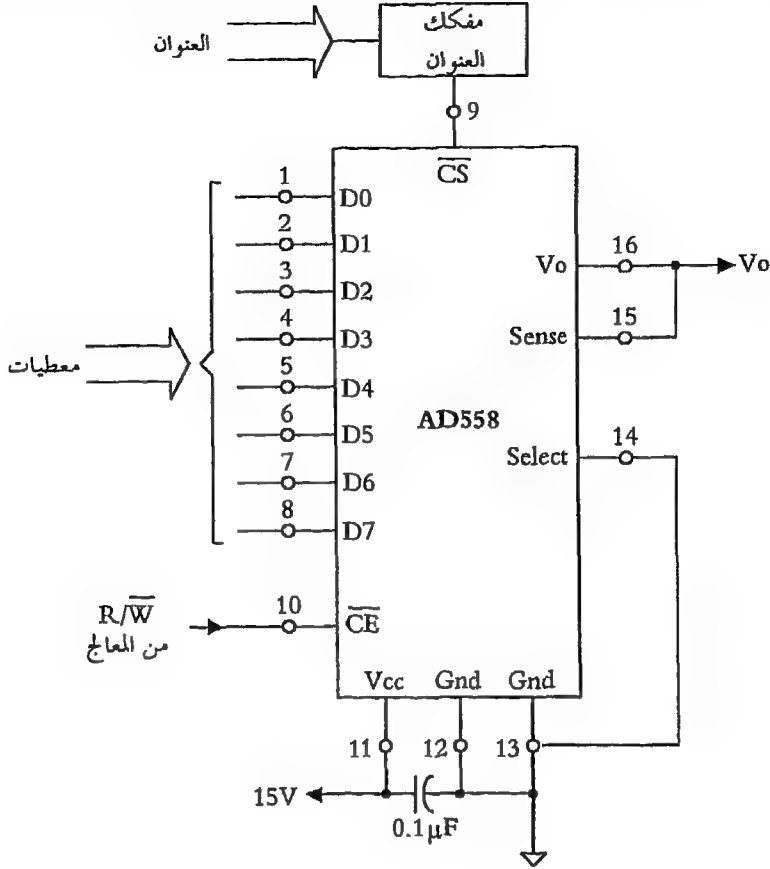 مفكك
العنوان
العنوان
9
CS
1
D0
2
D1
3
D2
4
D3
5
D4
6
D5
7
D6
8
D7
معطيات
Vo
16
Vo
Sense
15
AD558
Select
14
R/W
من المعالج
10
CE
Vcc
Gnd
Gnd
11
12
13
15V
0.1μF